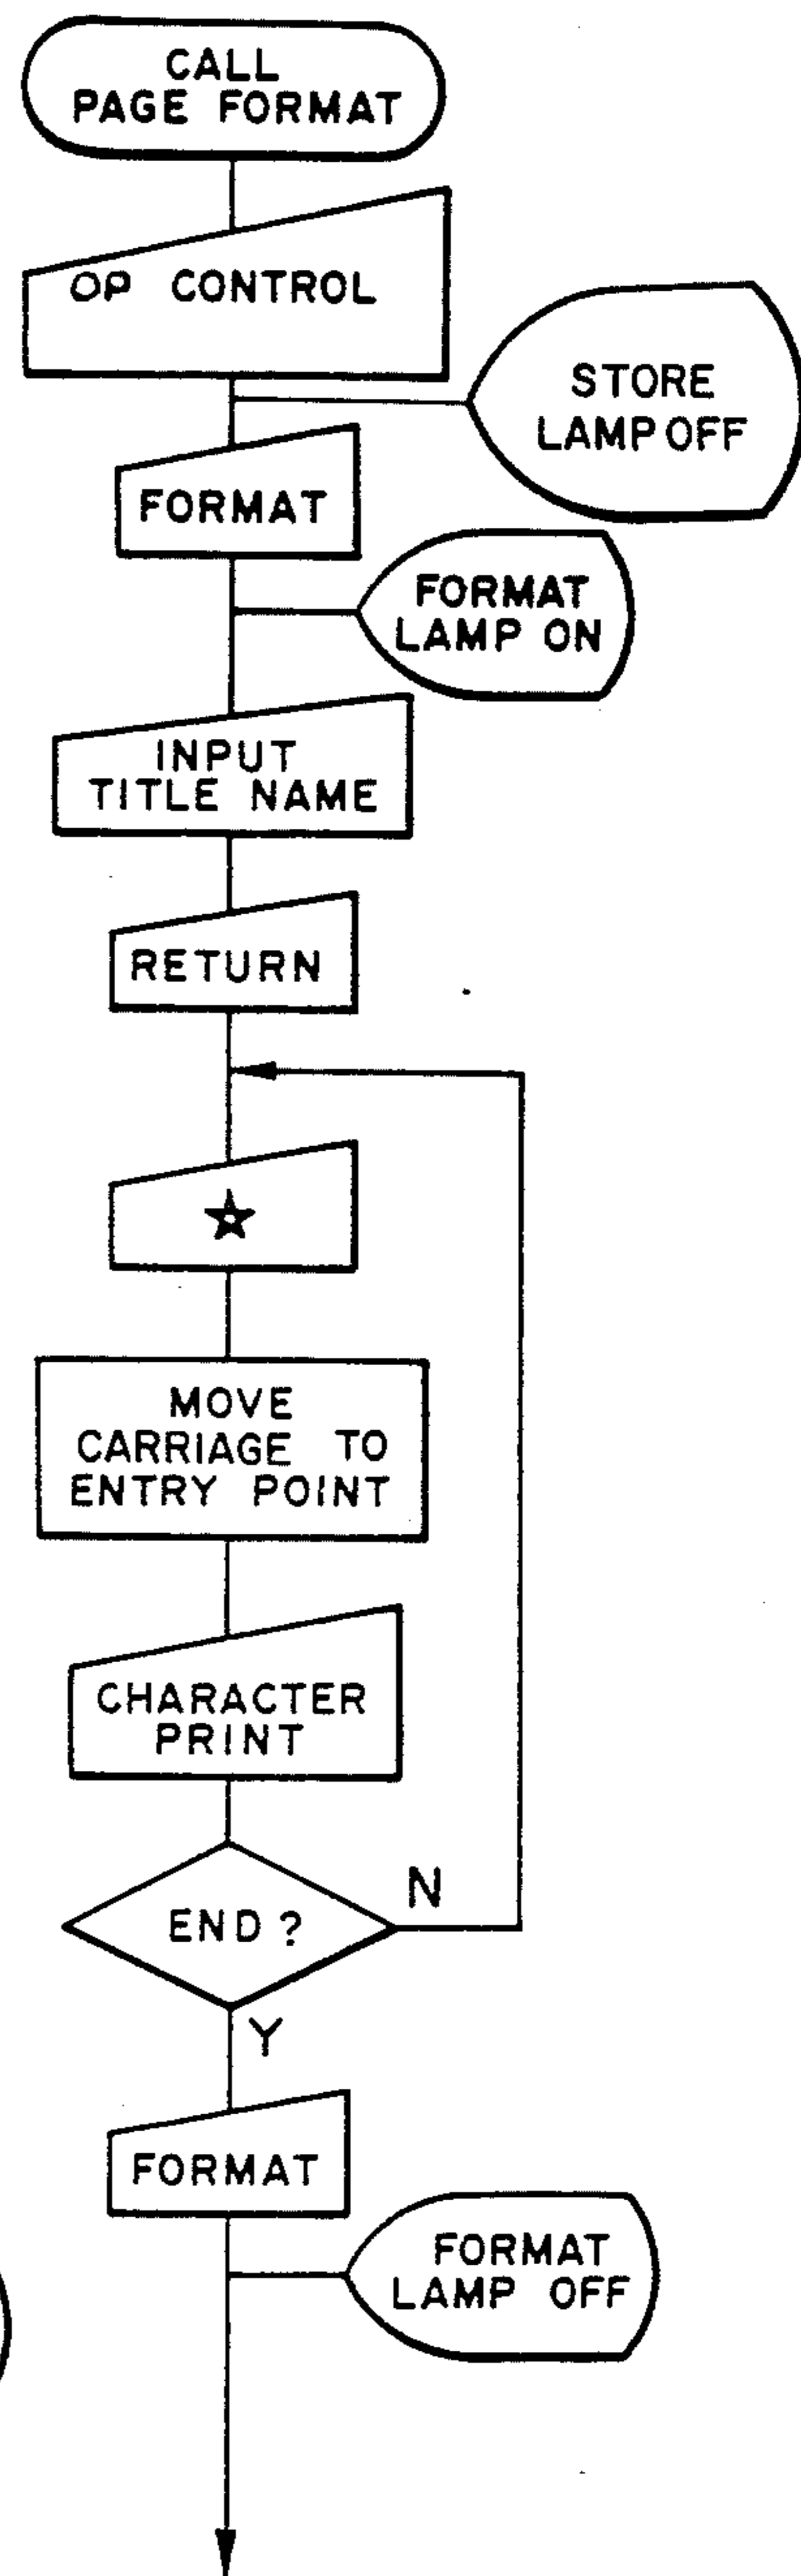 CALL
PAGE FORMAT
OP CONTROL
STORE
LAMP OFF
FORMAT
FORMAT
LAMP ON
INPUT
TITLE NAME
RETURN
☆
MOVE
CARRIAGE TO
ENTRY POINT
CHARACTER
PRINT
END ?
N
Y
FORMAT
FORMAT
LAMP OFF